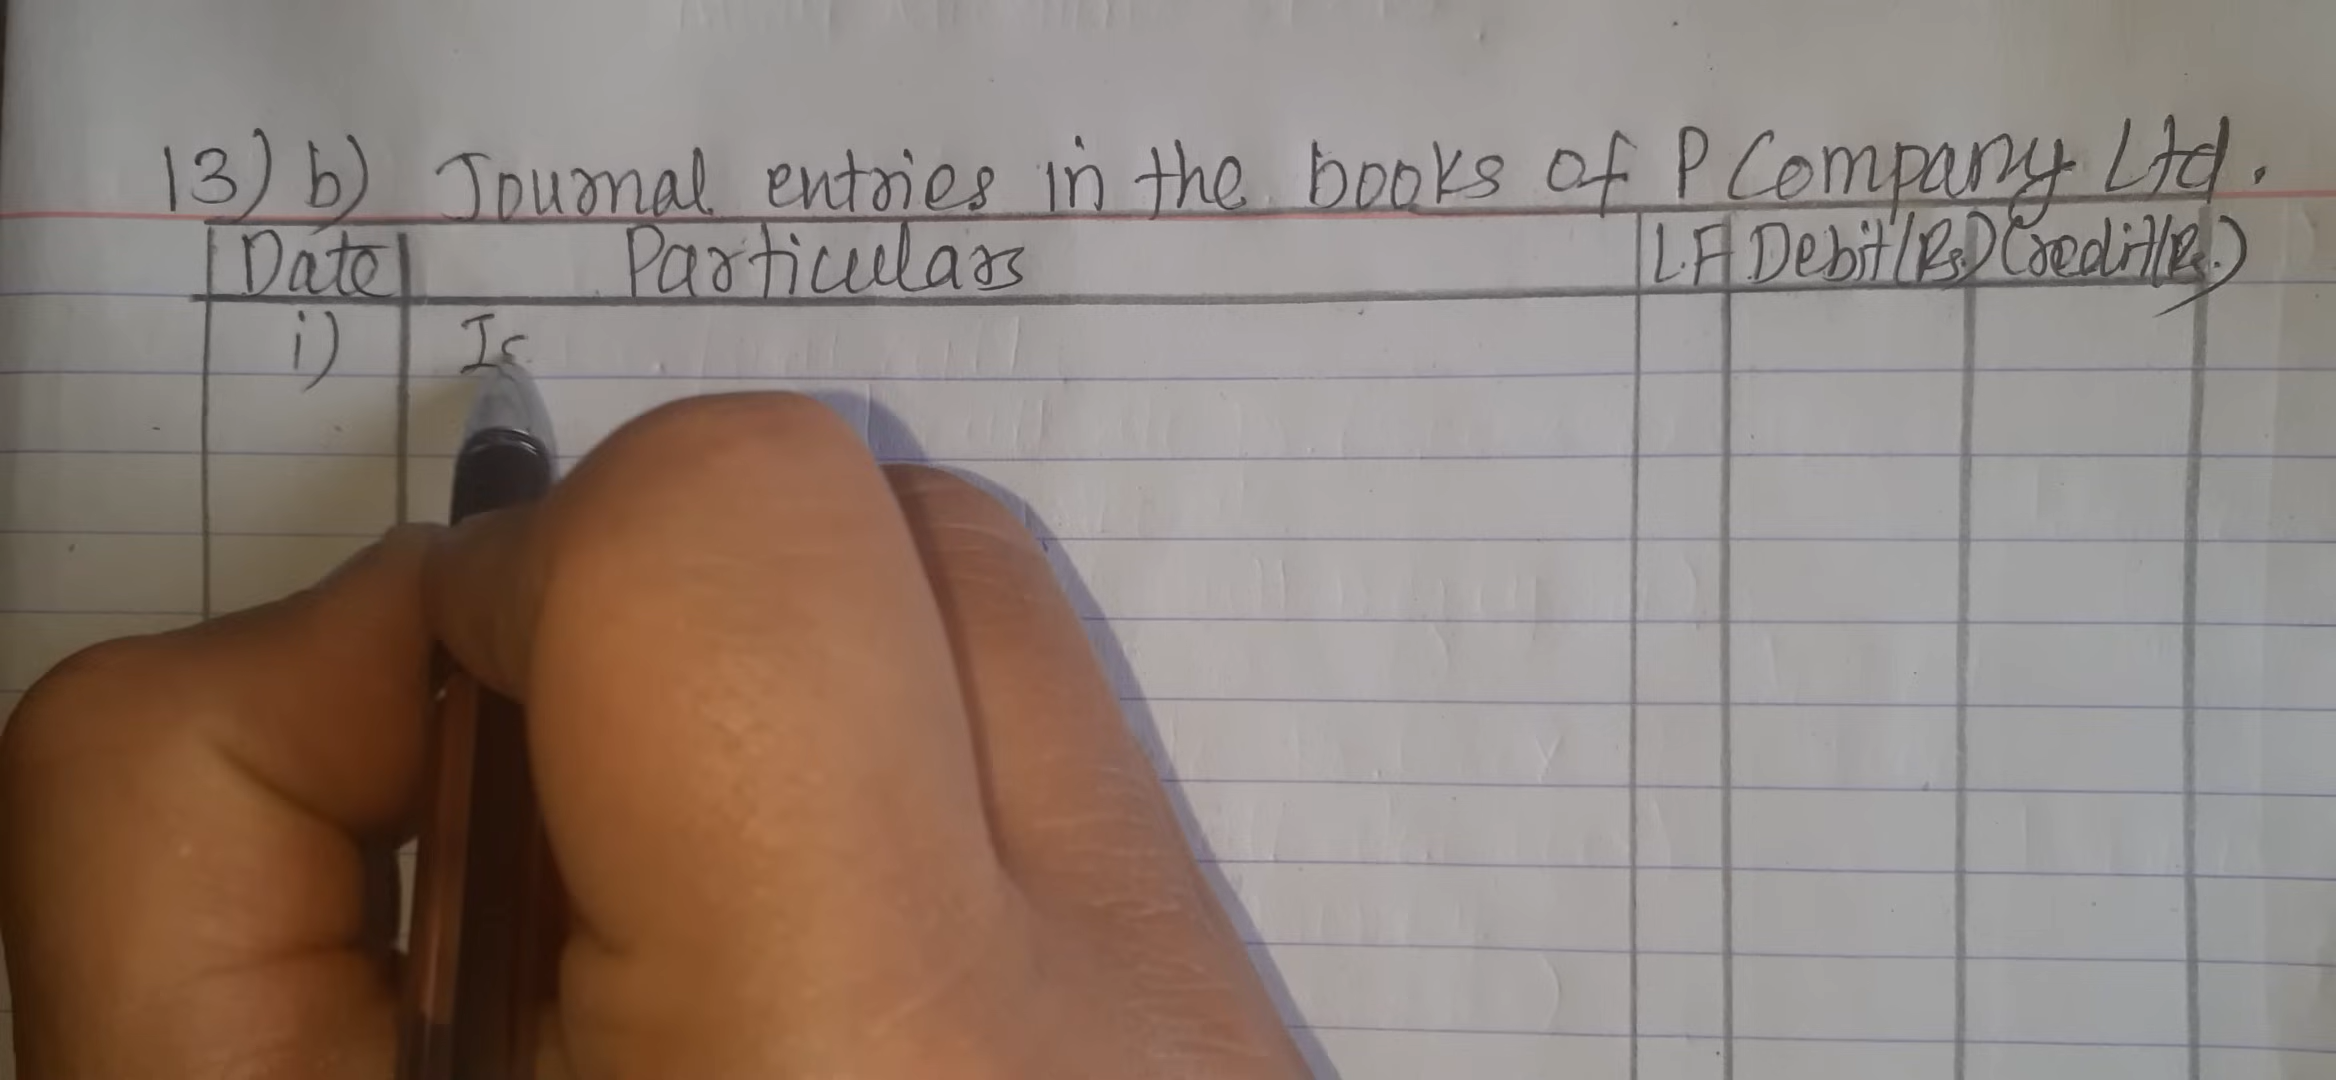 13) b) Journal entries in the books of P Company Ltd.
Date Particulars L.F Debit(Rs.) Credit(Rs.)
i) Is